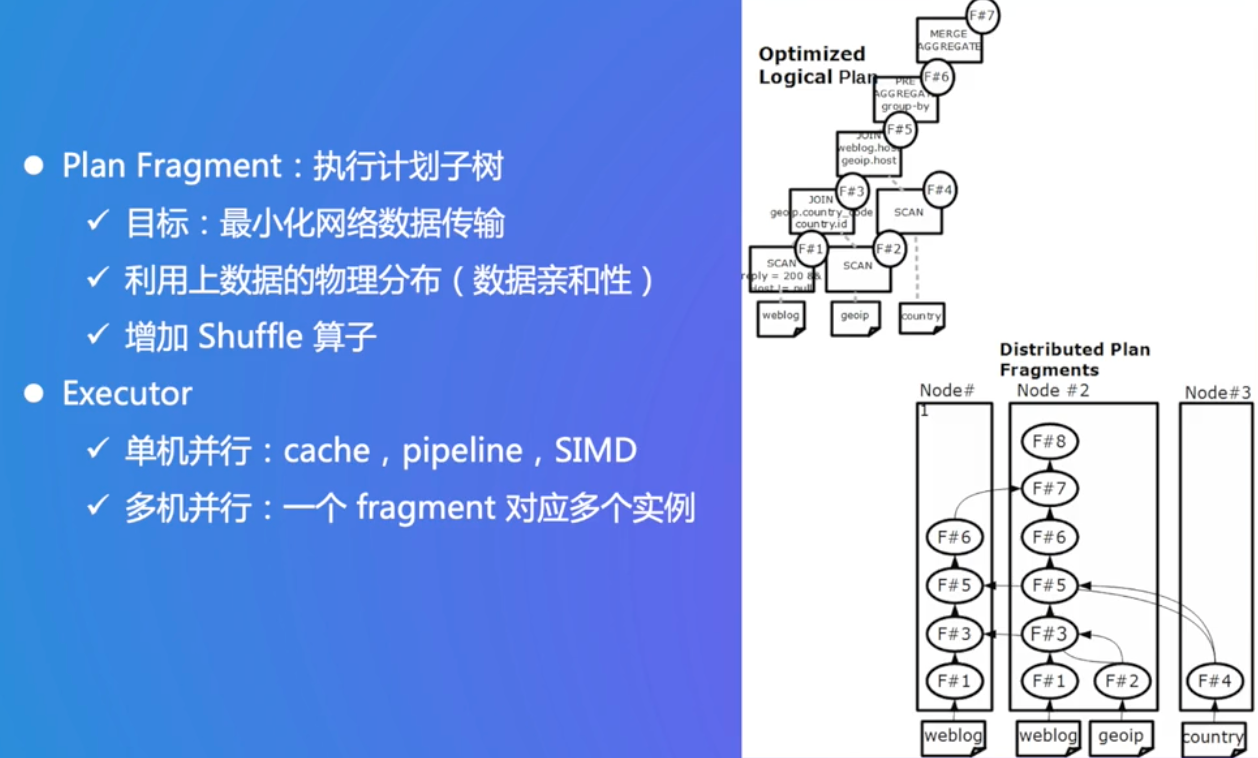 Plan Fragment：执行计划子树
目标：最小化网络数据传输
利用上数据的物理分布（数据亲和性）
增加 Shuffle 算子
Executor
单机并行：cache，pipeline，SIMD
多机并行：一个 fragment 对应多个实例
Optimized
Logical Plan
F#7
MERGE
AGGREGATE
F#6
PRE
AGGREGAT
group-by
F#5
JOIN
weblog.hos
geoip.host
F#3
JOIN
geoip.country_code
country.id
F#4
SCAN
F#1
SCAN
reply = 200 &&
Host != null
F#2
SCAN
weblog
geoip
country
Distributed Plan
Fragments
Node#
1
Node #2
Node#3
F#8
F#7
F#6
F#6
F#5
F#5
F#3
F#3
F#1
F#1
F#2
F#4
weblog
weblog
geoip
country